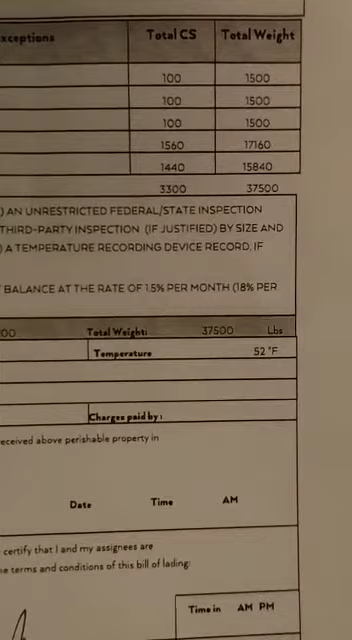 xceptions Total CS Total Weight
100 1500
100 1500
100 1500
1560 17160
1440 15840
3300 37500
) AN UNRESTRICTED FEDERAL/STATE INSPECTION
THIRD-PARTY INSPECTION (IF JUSTIFIED) BY SIZE AND
) A TEMPERATURE RECORDING DEVICE RECORD, IF
BALANCE AT THE RATE OF 1.5% PER MONTH (18% PER
00 Total Weight: 37500 Lbs
Temperature 52 °F
Charges paid by :
eceived above perishable property in
Date Time AM
certify that I and my assignees are
he terms and conditions of this bill of lading:
Time in AM PM